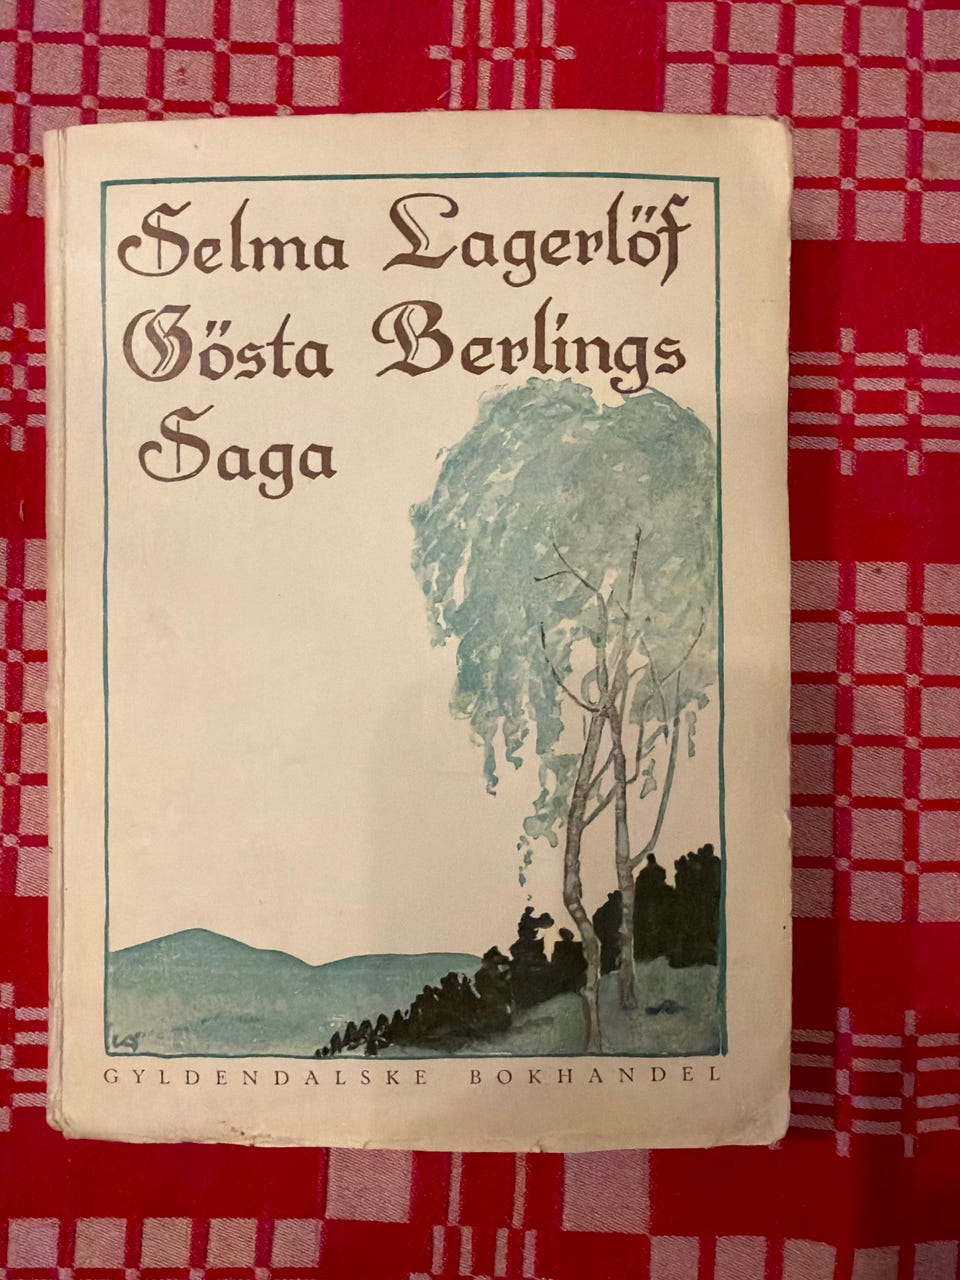 Selma Lagerlöf
Gösta Berlings
Saga
GYLDENDALSKE BOKHANDEL